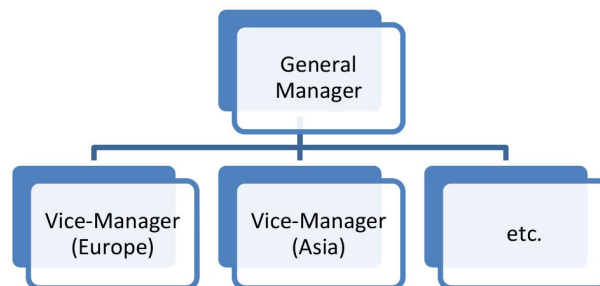 General
Manager
Vice-Manager
(Europe)
Vice-Manager
(Asia)
etc.